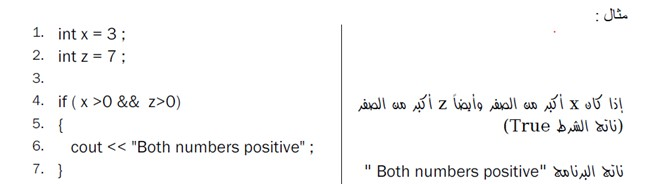 مثال :
1. int x = 3 ;
2. int z = 7 ;
3.
4. if ( x >0 &&  z>0)
5. {
6. cout << "Both numbers positive" ;
7. }
إذا كان x أكبر من الصفر وأيضاً z أكبر من الصفر
(ناتج الشرط True)
ناتج البرنامج "Both numbers positive "